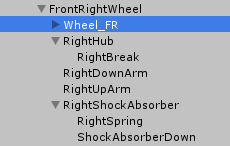 FrontRightWheel
Wheel_FR
RightHub
RightBreak
RightDownArm
RightUpArm
RightShockAbsorber
RightSpring
ShockAbsorberDown